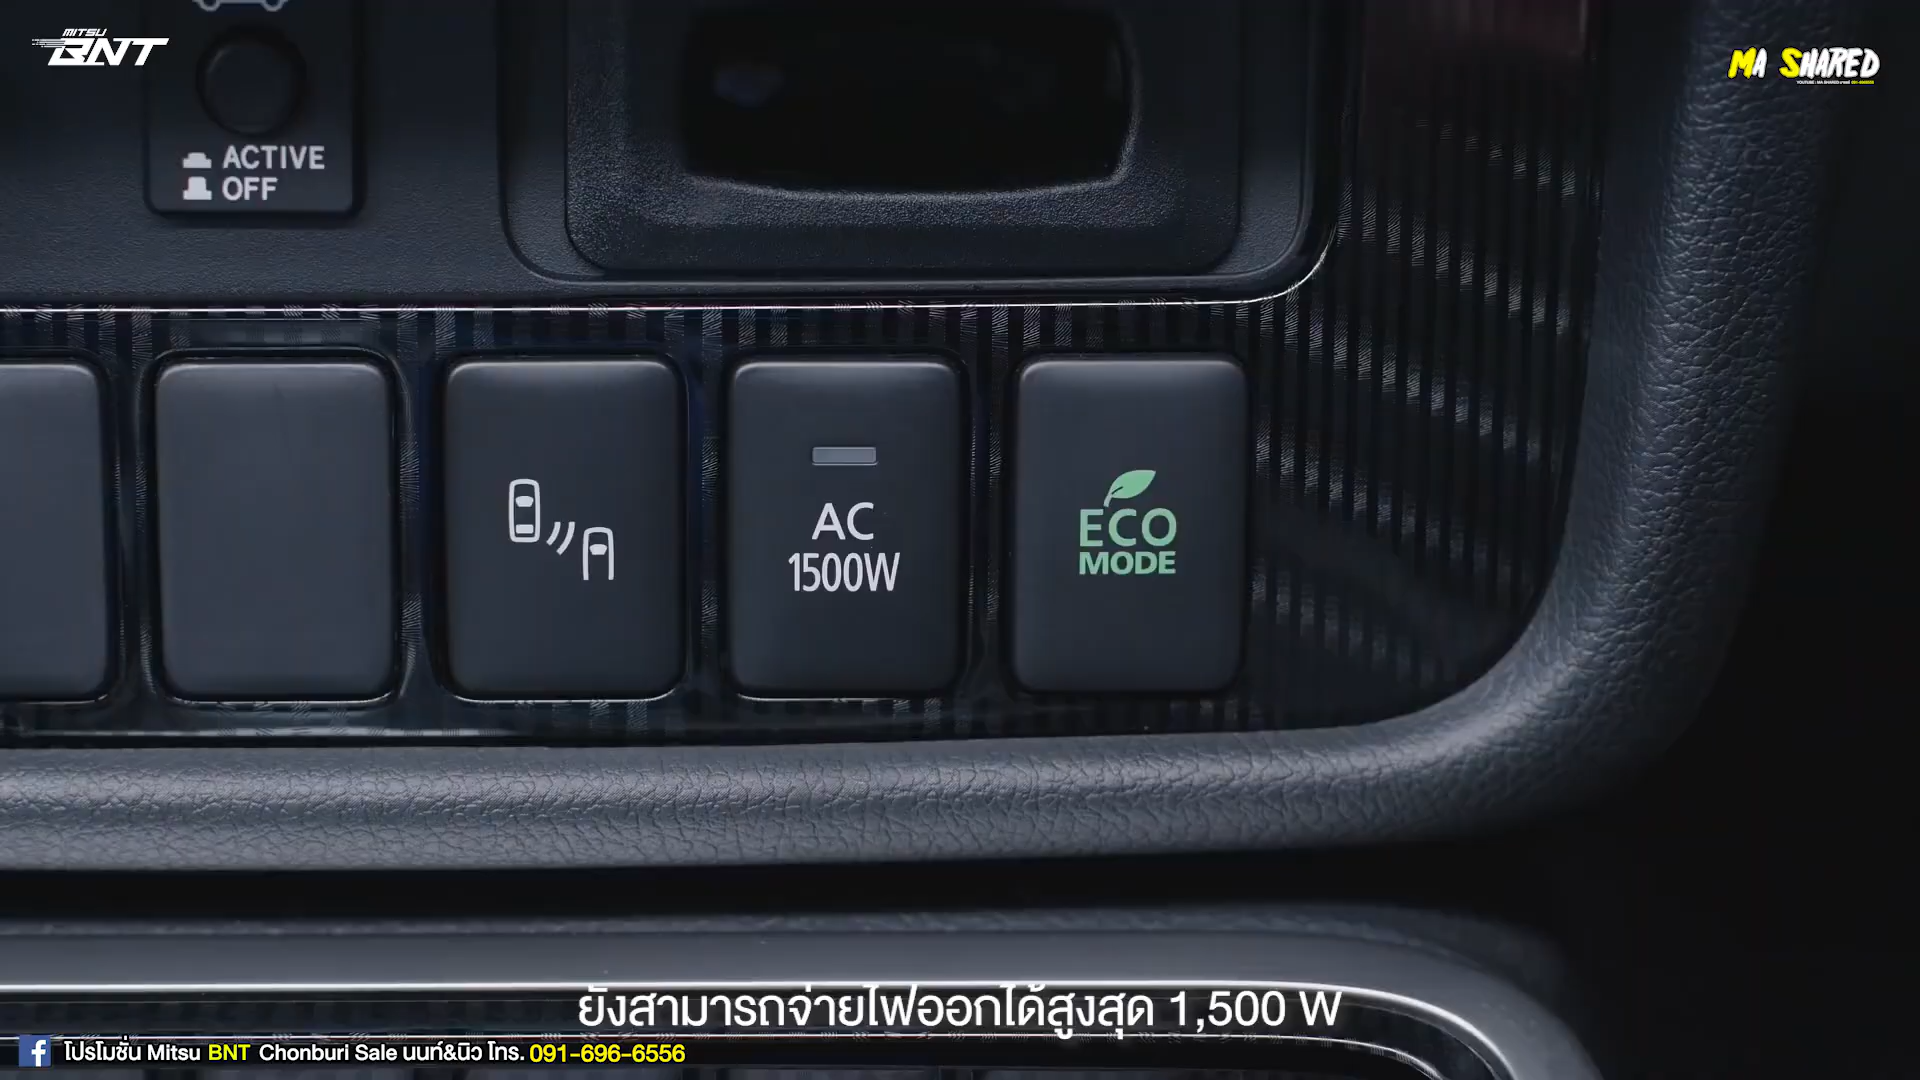 MITSU
BNT
MA SHARED
ACTIVE
OFF
AC
1500W
ECO
MODE
ยังสามารถจ่ายไฟออกได้สูงสุด 1,500 W
โปรโมชั่น Mitsu BNT Chonburi Sale นนท์&นิว โทร. 091-696-6556